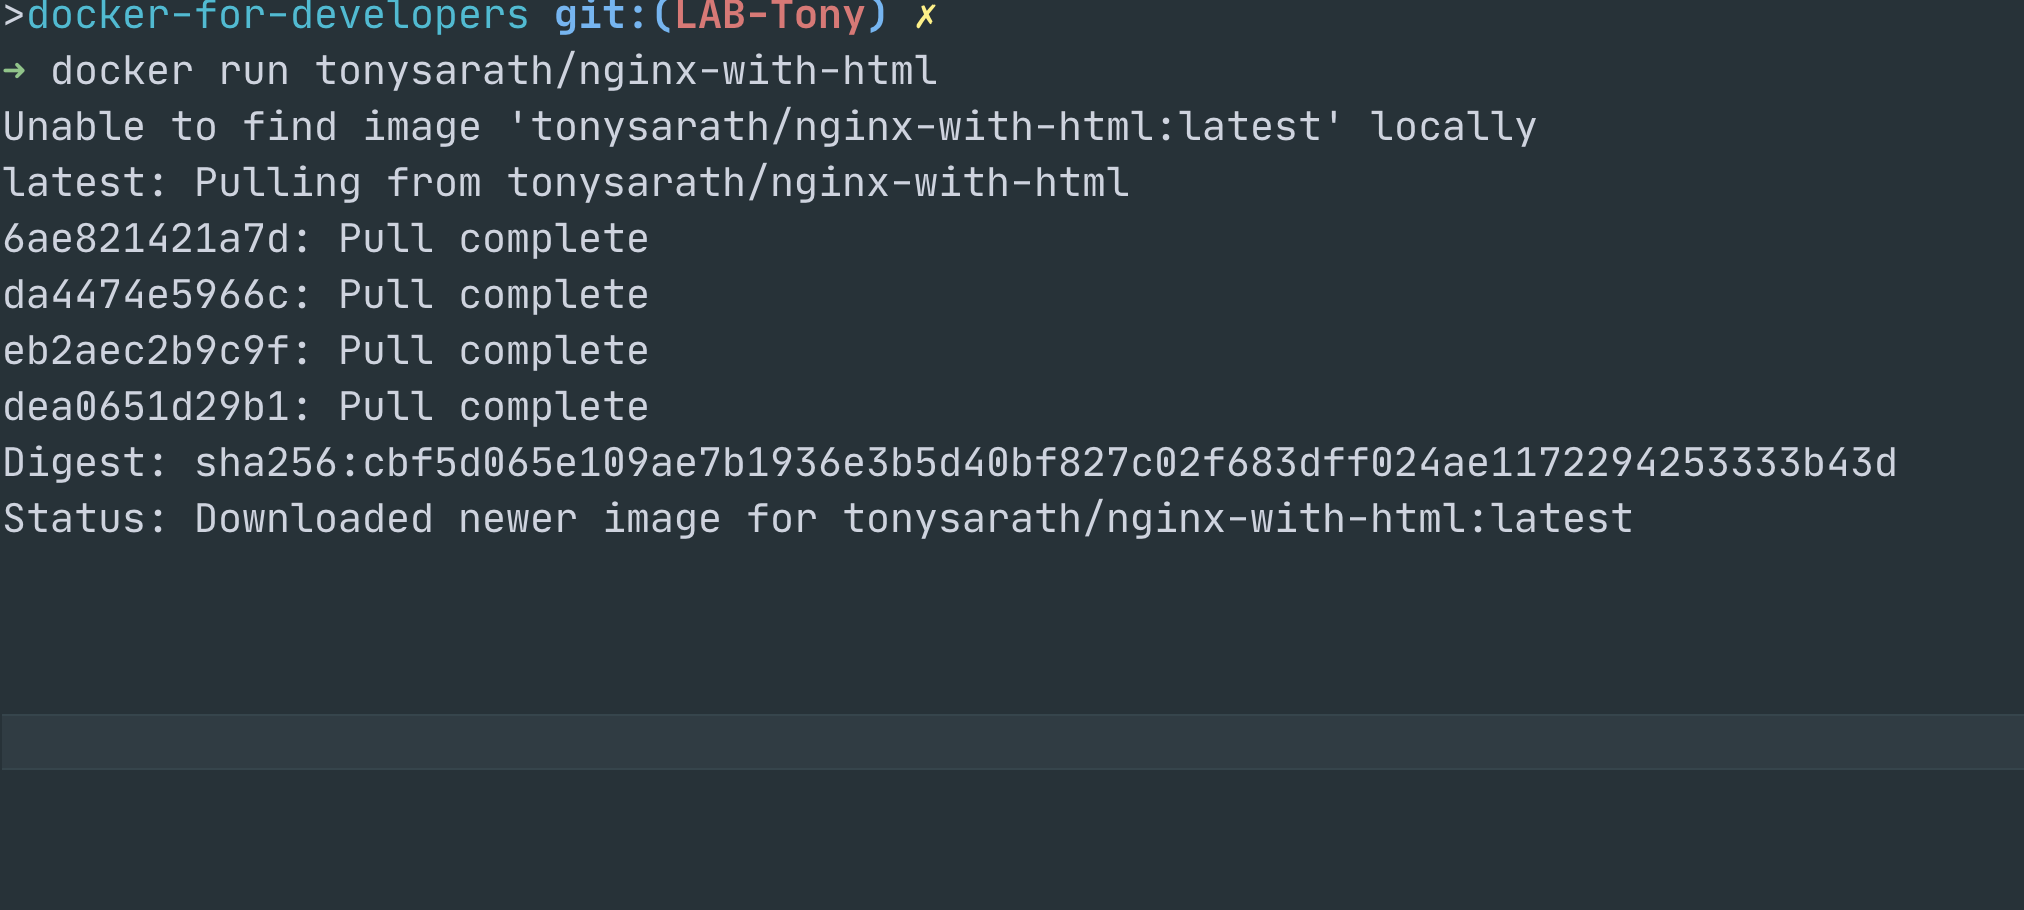 >docker-for-developers git:(LAB-Tony) ✗
➜ docker run tonysarath/nginx-with-html
Unable to find image 'tonysarath/nginx-with-html:latest' locally
latest: Pulling from tonysarath/nginx-with-html
6ae821421a7d: Pull complete
da4474e5966c: Pull complete
eb2aec2b9c9f: Pull complete
dea0651d29b1: Pull complete
Digest: sha256:cbf5d065e109ae7b1936e3b5d40bf827c02f683dff024ae1172294253333b43d
Status: Downloaded newer image for tonysarath/nginx-with-html:latest